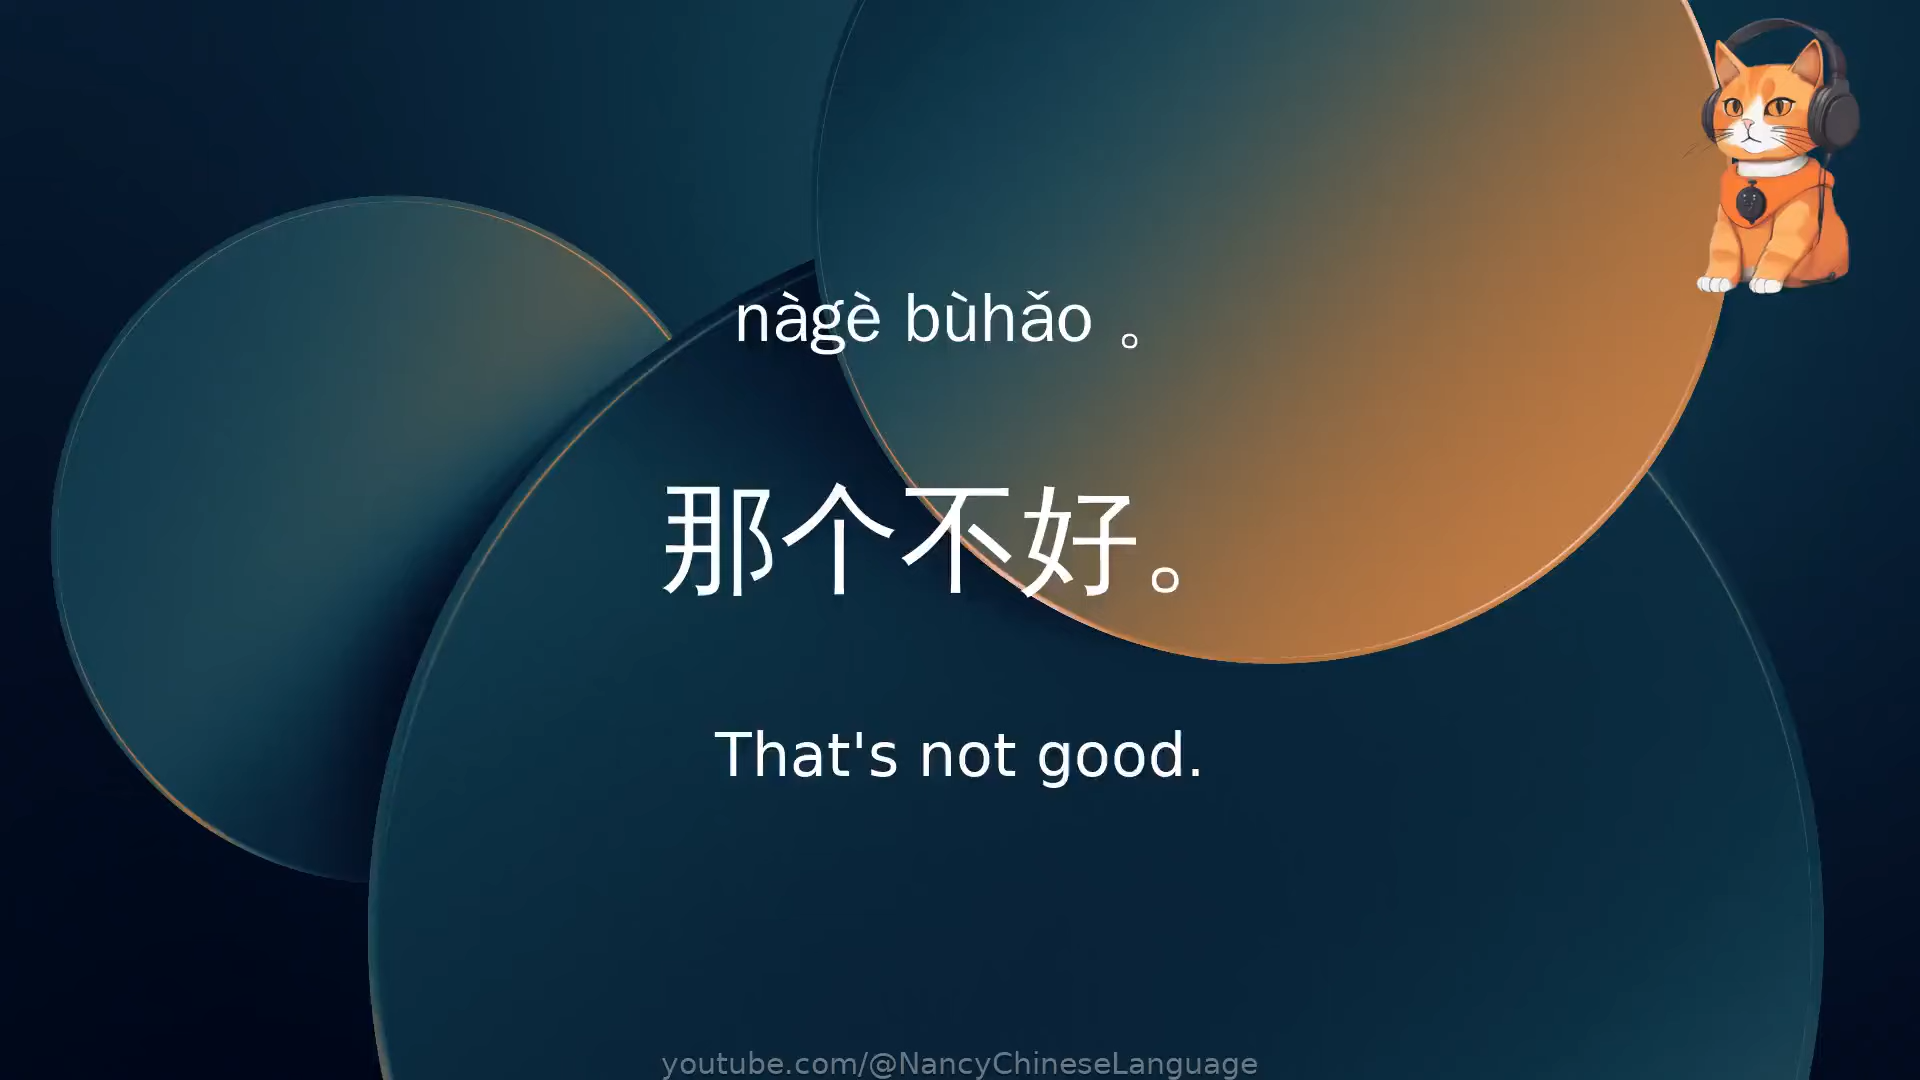 nàgè bùhǎo 。
那个不好。
That's not good.
youtube.com/@NancyChineseLanguage